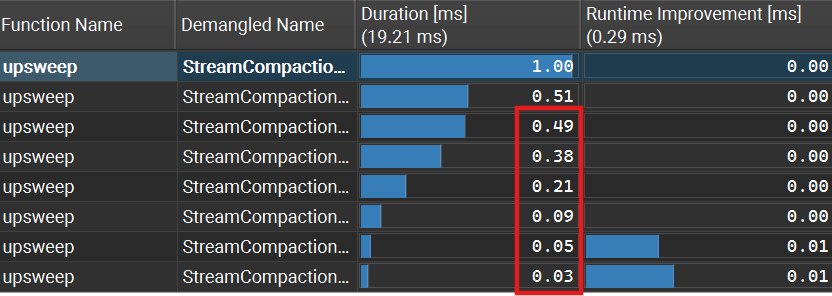 Function Name Demangled Name Duration [ms] (19.21 ms) Runtime Improvement [ms] (0.29 ms)
upsweep StreamCompactio... 1.00 0.00
upsweep StreamCompaction... 0.51 0.00
upsweep StreamCompaction... 0.49 0.00
upsweep StreamCompaction... 0.38 0.00
upsweep StreamCompaction... 0.21 0.00
upsweep StreamCompaction... 0.09 0.00
upsweep StreamCompaction... 0.05 0.01
upsweep StreamCompaction... 0.03 0.01